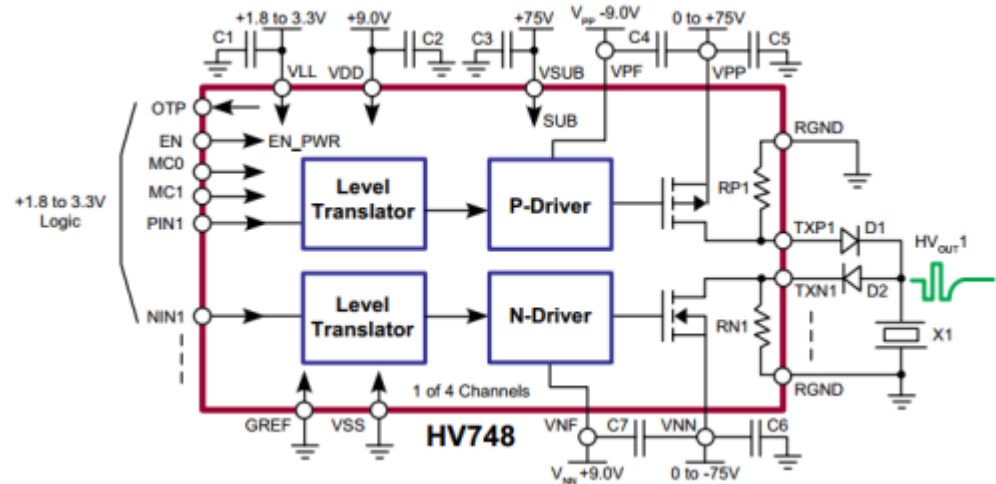 +1.8 to 3.3V
+9.0V
+75V
VPP -9.0V
0 to +75V
C1
C2
C3
C4
C5
VLL
VDD
VSUB
VPF
VPP
OTP
SUB
RGND
EN
EN_PWR
MC0
MC1
+1.8 to 3.3V
Logic
PIN1
Level
Translator
P-Driver
RP1
TXP1
D1
HVOUT1
NIN1
Level
Translator
N-Driver
TXN1
D2
RN1
X1
1 of 4 Channels
RGND
GREF
VSS
HV748
VNF
C7
VNN
C6
VNN +9.0V
0 to -75V